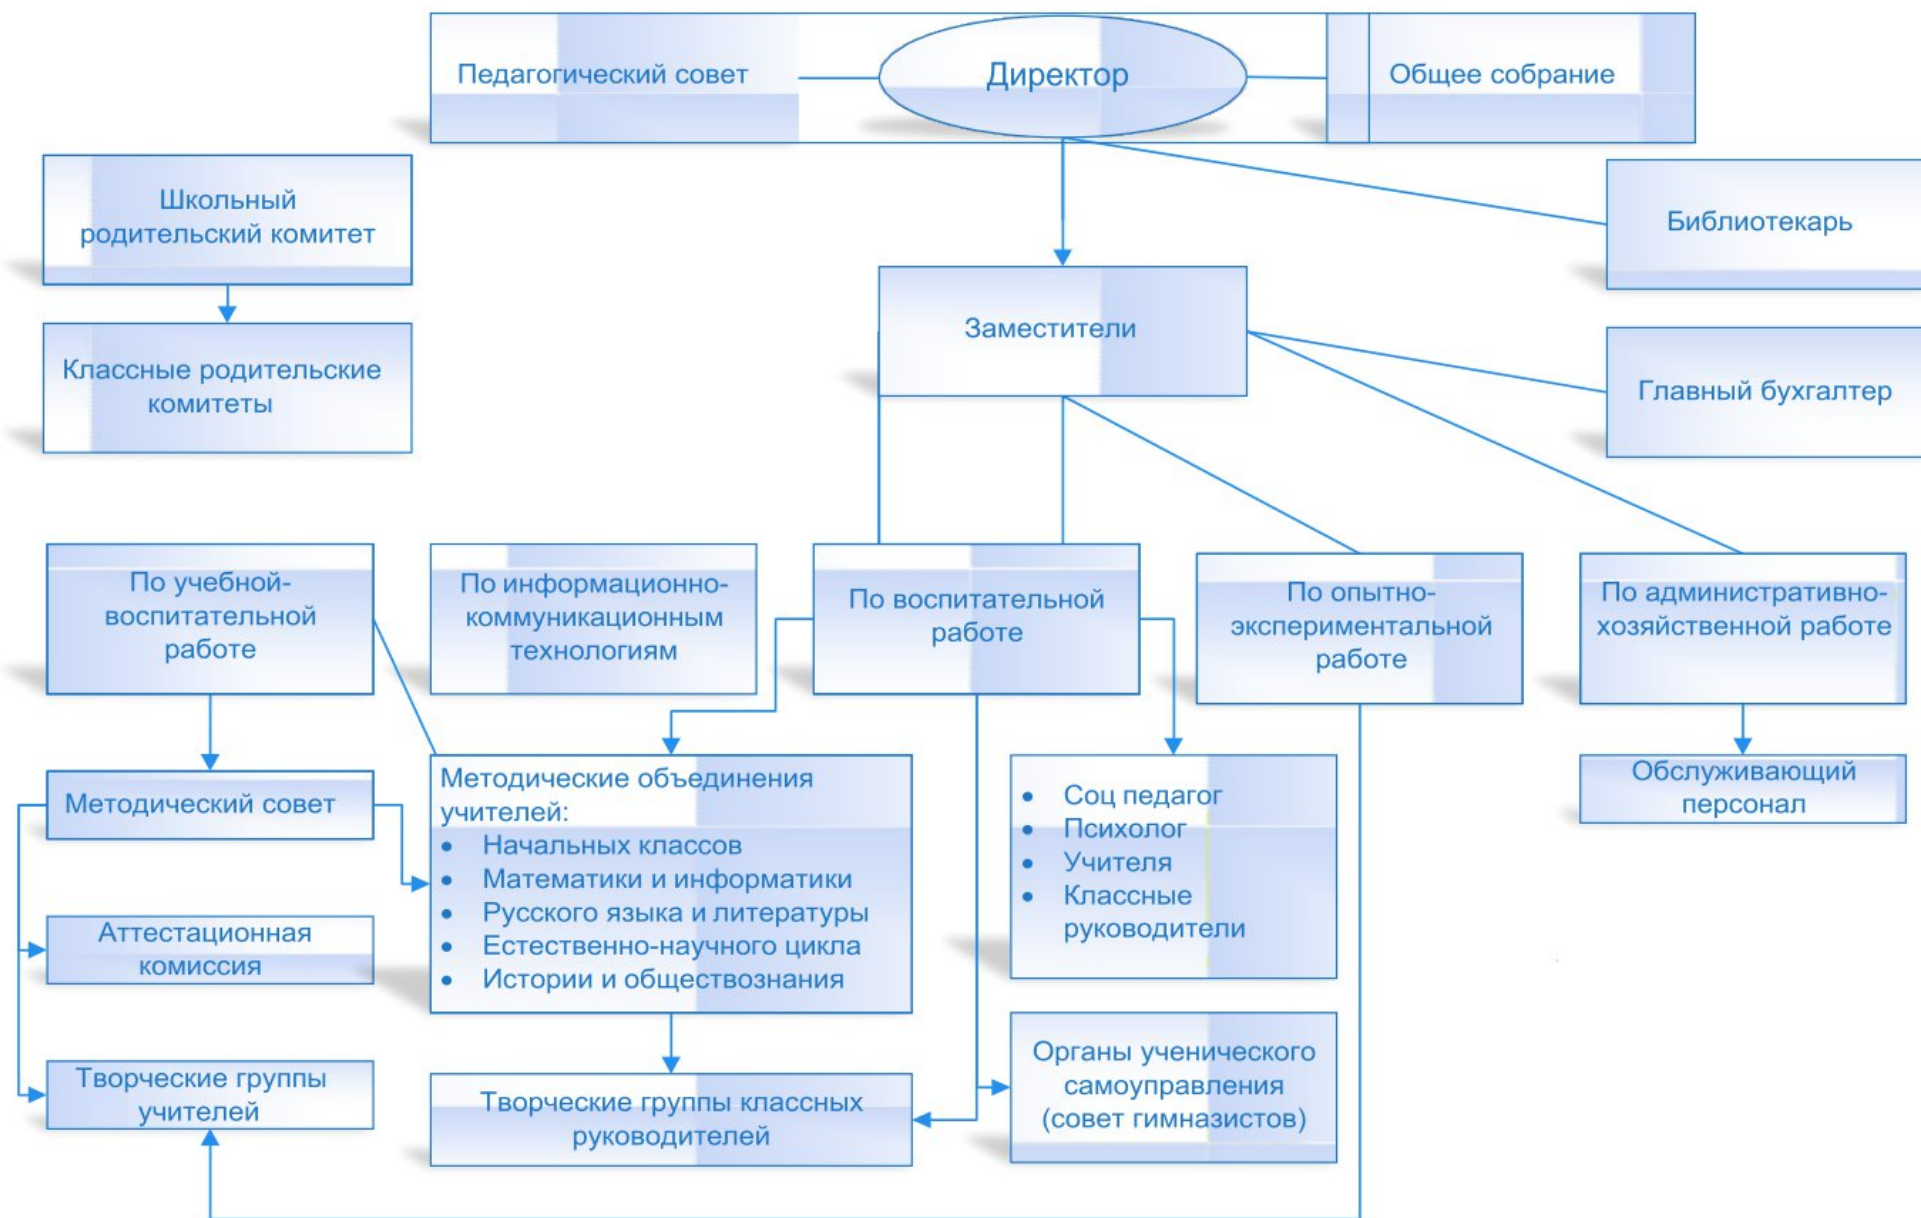 Педагогический совет
Директор
Общее собрание
Школьный
родительский комитет
Библиотекарь
Заместители
Классные родительские
комитеты
Главный бухгалтер
По учебной-
воспитательной
работе
По информационно-
коммуникационным
технологиям
По воспитательной
работе
По опытно-
экспериментальной
работе
По административно-
хозяйственной работе
Методический совет
Методические объединения
учителей:
• Начальных классов
• Математики и информатики
• Русского языка и литературы
• Естественно-научного цикла
• Истории и обществознания
• Соц педагог
• Психолог
• Учителя
• Классные
руководители
Обслуживающий
персонал
Аттестационная
комиссия
Творческие группы
учителей
Творческие группы классных
руководителей
Органы ученического
самоуправления
(совет гимназистов)